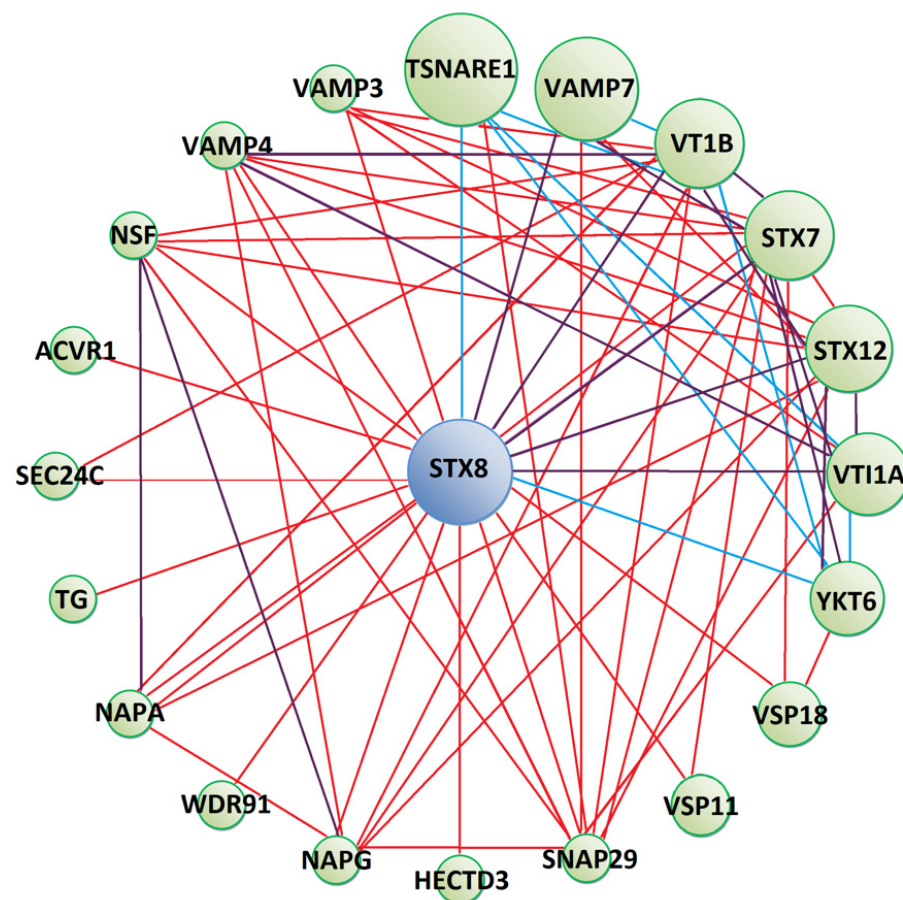 TSNARE1
VAMP3
VAMP7
VAMP4
VT1B
NSF
STX7
ACVR1
STX12
STX8
SEC24C
VTI1A
TG
YKT6
NAPA
VSP18
WDR91
VSP11
NAPG
SNAP29
HECTD3